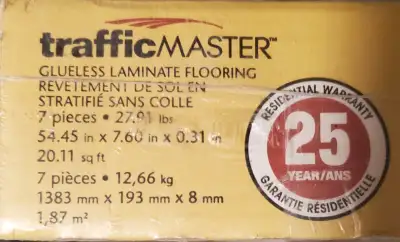 trafficMASTER™
GLUELESS LAMINATE FLOORING
REVÊTEMENT DE SOL EN
STRATIFIÉ SANS COLLE
7 pieces • 27.91 lbs
54.45 in x 7.60 in x 0.31 in
20.11 sq ft
7 pièces • 12,66 kg
1383 mm x 193 mm x 8 mm
1,87 m²
RESIDENTIAL WARRANTY
25
YEAR/ANS
GARANTIE RÉSIDENTIELLE